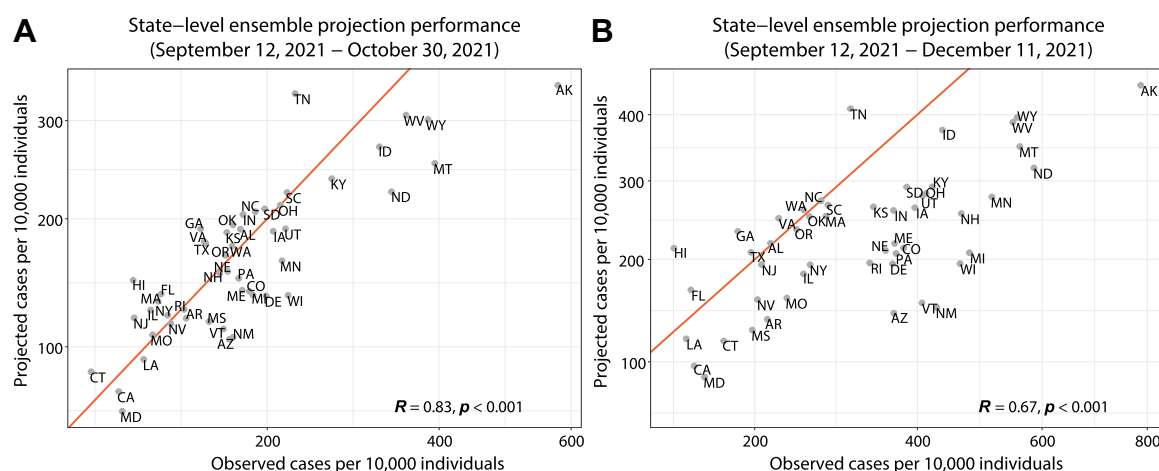 A
State−level ensemble projection performance
(September 12, 2021 − October 30, 2021)
Projected cases per 10,000 individuals
300
200
100
AK
TN
WV
WY
ID
MT
KY
ND
SC
NC
SD
OH
GA
OK
IN
VA
KS
AL
IA
UT
TX
OR
WA
MN
NE
NH
PA
HI
FL
CO
ME
MI
DE
WI
MA
RI
IL
NY
AR
NJ
NV
MS
MO
VT
NM
AZ
LA
CT
CA
MD
R = 0.83, p < 0.001
200
400
600
Observed cases per 10,000 individuals
B
State−level ensemble projection performance
(September 12, 2021 − December 11, 2021)
Projected cases per 10,000 individuals
400
300
200
100
AK
TN
WY
WV
ID
MT
ND
KY
SD
OH
MN
NC
UT
WA
SC
KS
IN
IA
NH
VA
OK
MA
GA
OR
ME
HI
AL
NE
CO
TX
PA
MI
NJ
NY
RI
DE
WI
IL
FL
NV
MO
VT
NM
AR
AZ
MS
LA
CT
CA
MD
R = 0.67, p < 0.001
200
400
600
800
Observed cases per 10,000 individuals